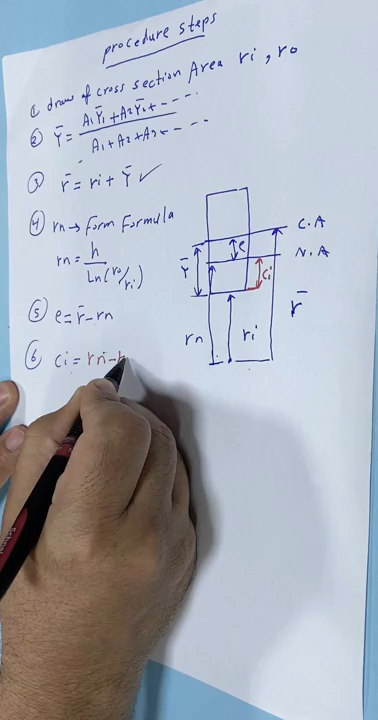 procedure steps
① draw of cross section Area ri, ro
② Ȳ = A1Ȳ1 + A2Ȳ2 + ----
A1 + A2 + A3 + ---
③ r̄ = ri + Ȳ ✓
④ rn → Form Formula
rn = h
Ln(ro/ri)
⑤ e = r̄ - rn
⑥ ci = rn -
C.A
N.A
e
Ȳ
ci
r̄
rn
ri